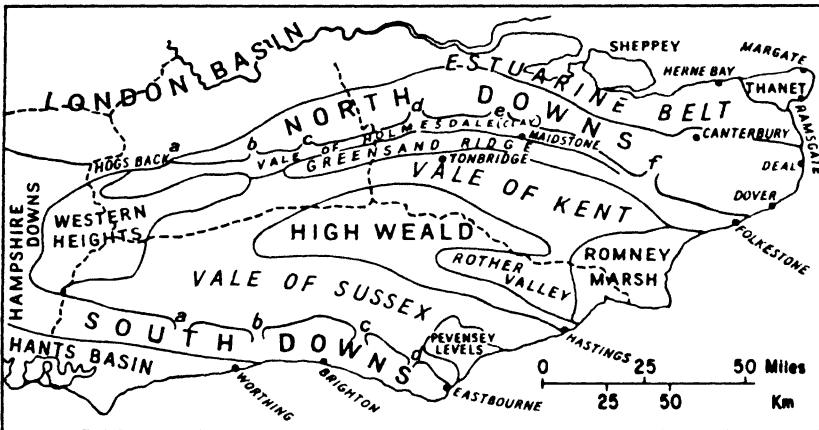 LONDON BASIN
ESTUARINE BELT
SHEPPEY
MARGATE
HERNE BAY
THANET
RAMSGATE
NORTH DOWNS
a
b
c
d
e
f
HOGS BACK
VALE OF HOLMESDALE (CLAY)
MAIDSTONE
CANTERBURY
GREENSAND RIDGE
TONBRIDGE
DEAL
VALE OF KENT
DOVER
HAMPSHIRE
DOWNS
WESTERN
HEIGHTS
HIGH WEALD
FOLKESTONE
ROMNEY
MARSH
ROTHER
VALLEY
VALE OF SUSSEX
SOUTH DOWNS
a
b
c
d
PEVENSEY
LEVELS
HASTINGS
HANTS BASIN
WORTHING
BRIGHTON
EASTBOURNE
0 25 50 Miles
25 50 Km